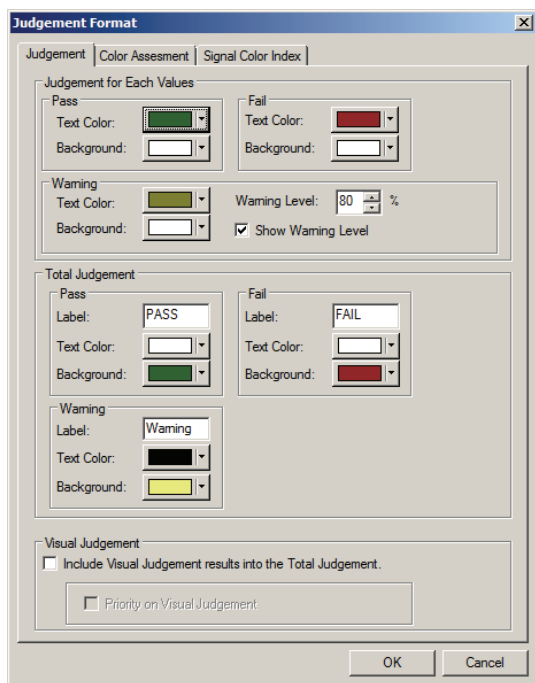 Judgement Format
Judgement Color Assesment Signal Color Index
Judgement for Each Values
Pass
Text Color:
Background:
Fail
Text Color:
Background:
Warning
Text Color:
Background:
Warning Level: 80 %
Show Warning Level
Total Judgement
Pass
Label: PASS
Text Color:
Background:
Fail
Label: FAIL
Text Color:
Background:
Warning
Label: Warning
Text Color:
Background:
Visual Judgement
Include Visual Judgement results into the Total Judgement.
Priority on Visual Judgement
OK Cancel